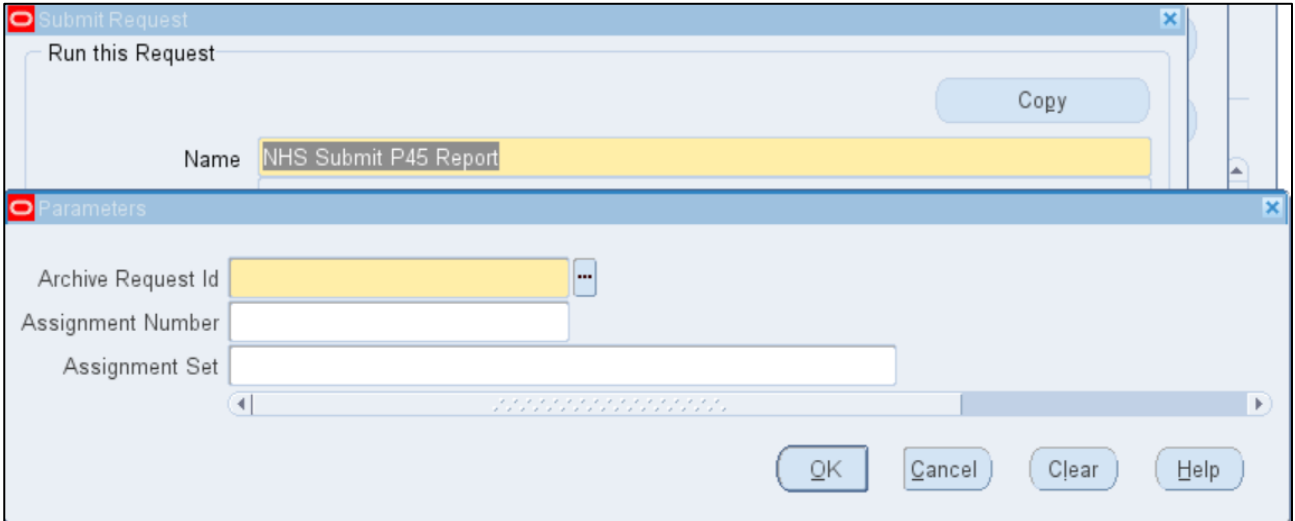 Submit Request
Run this Request
Copy
Name NHS Submit P45 Report
Parameters
Archive Request Id
Assignment Number
Assignment Set
OK Cancel Clear Help